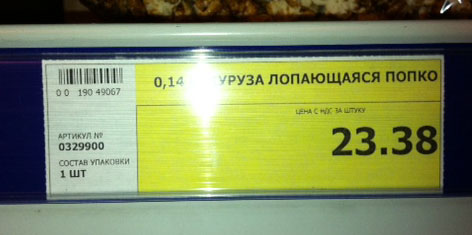 0,14 УРУЗА ЛОПАЮЩАЯСЯ ПОПКО
0 0 190 49067
ЦЕНА С НДС ЗА ШТУКУ
23.38
АРТИКУЛ №
0329900
СОСТАВ УПАКОВКИ
1 ШТ